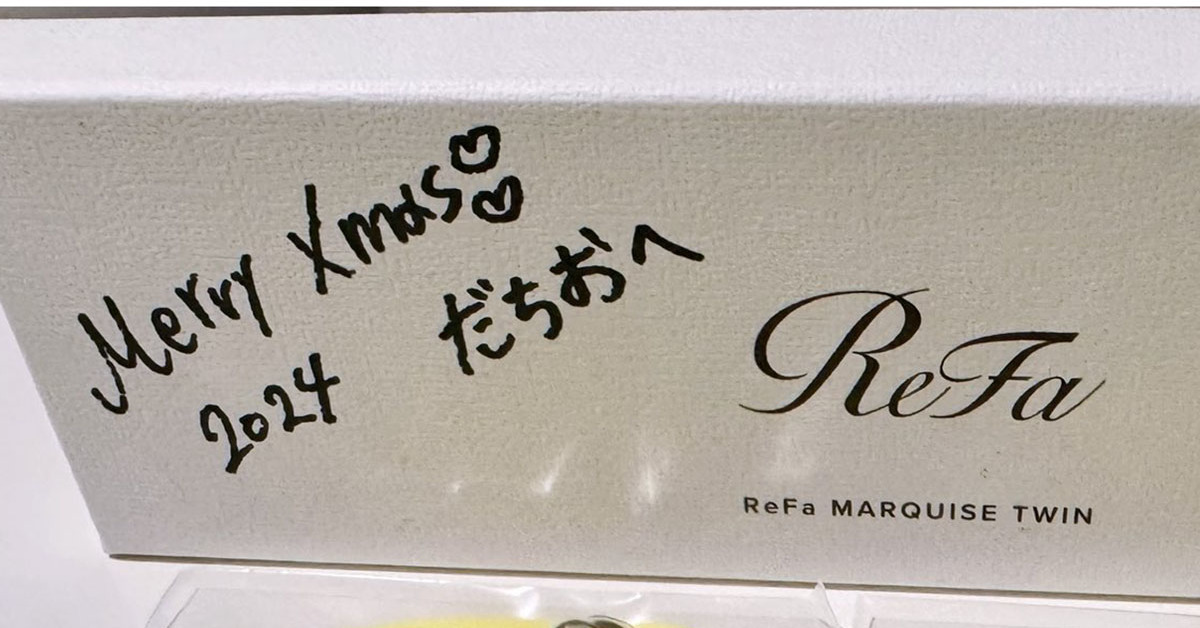 Merry Xmas♡♡
2024
だちおへ
ReFa
ReFa MARQUISE TWIN